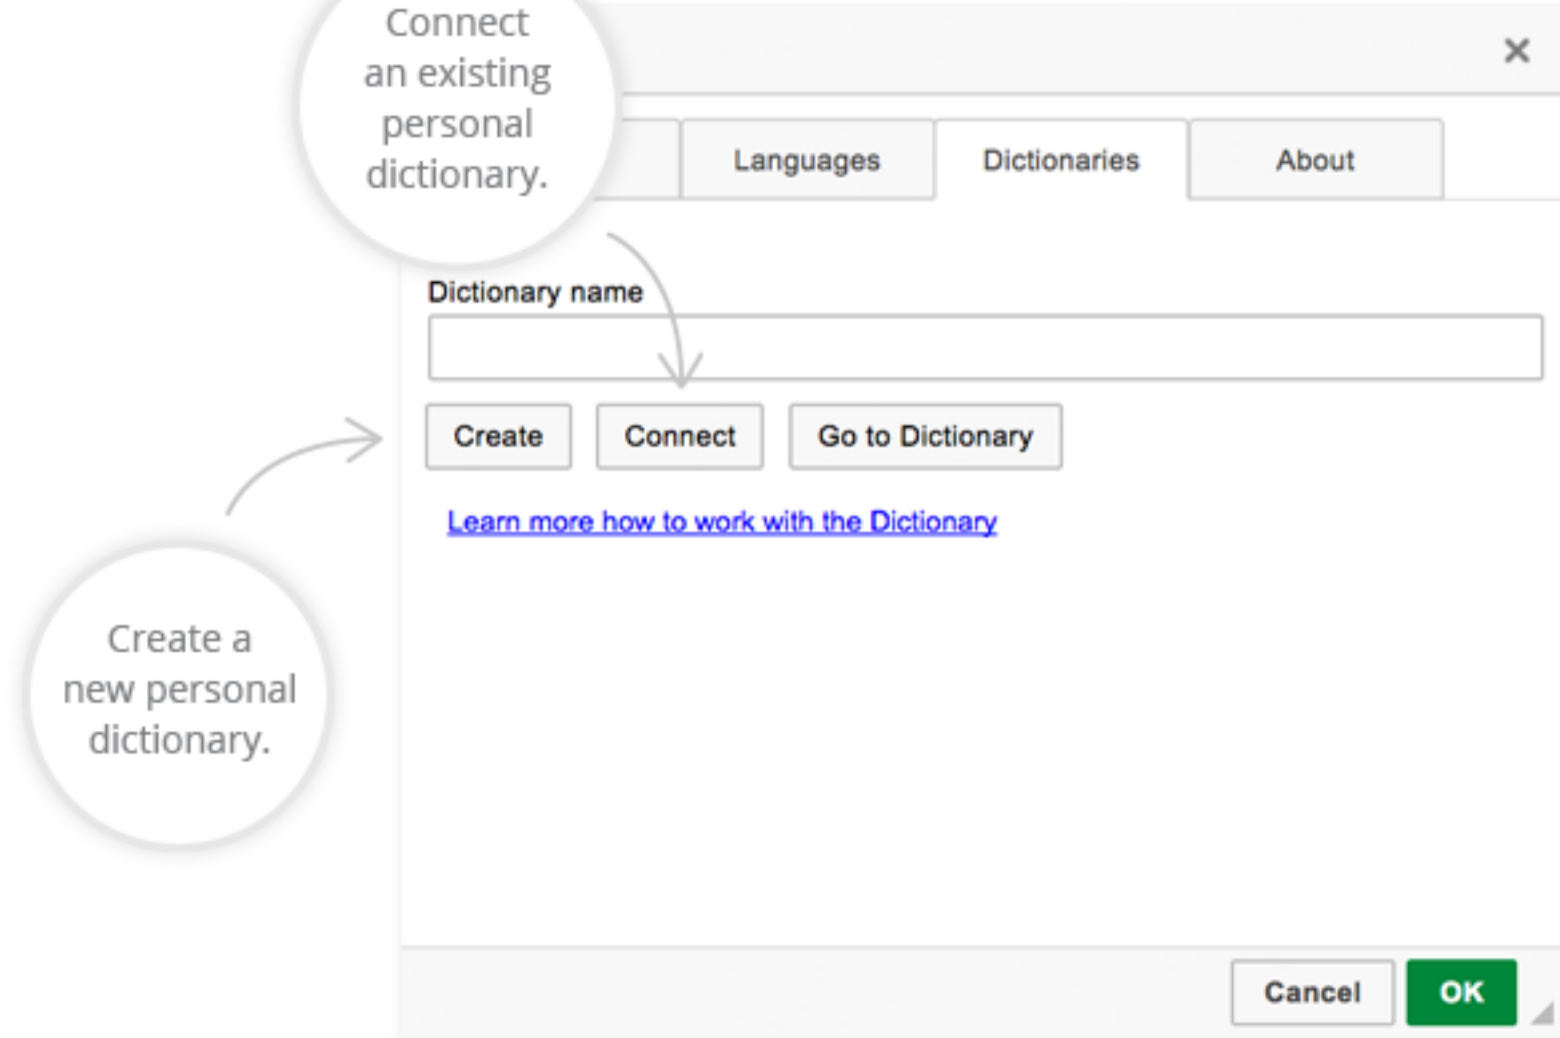 Connect
an existing
personal
dictionary.
Languages
Dictionaries
About
Dictionary name
Create
Connect
Go to Dictionary
Learn more how to work with the Dictionary
Create a
new personal
dictionary.
Cancel
OK